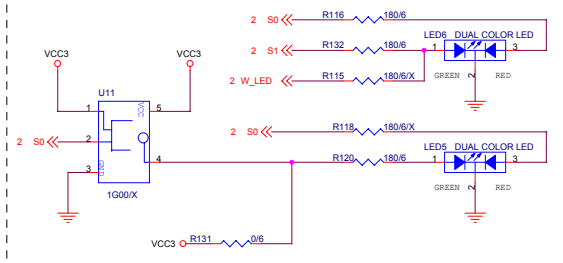 2 S0 R116 180/6
LED6 DUAL COLOR LED
VCC3 VCC3 2 S1 R132 180/6 1 3
2 W_LED R115 180/6/X GREEN 2 RED
U11
1 VCC 5
2 S0 2
2 S0 R118 180/6/X
LED5 DUAL COLOR LED
3 GND 4 R120 180/6 1 3
GREEN 2 RED
1G00/X
VCC3 R131 0/6